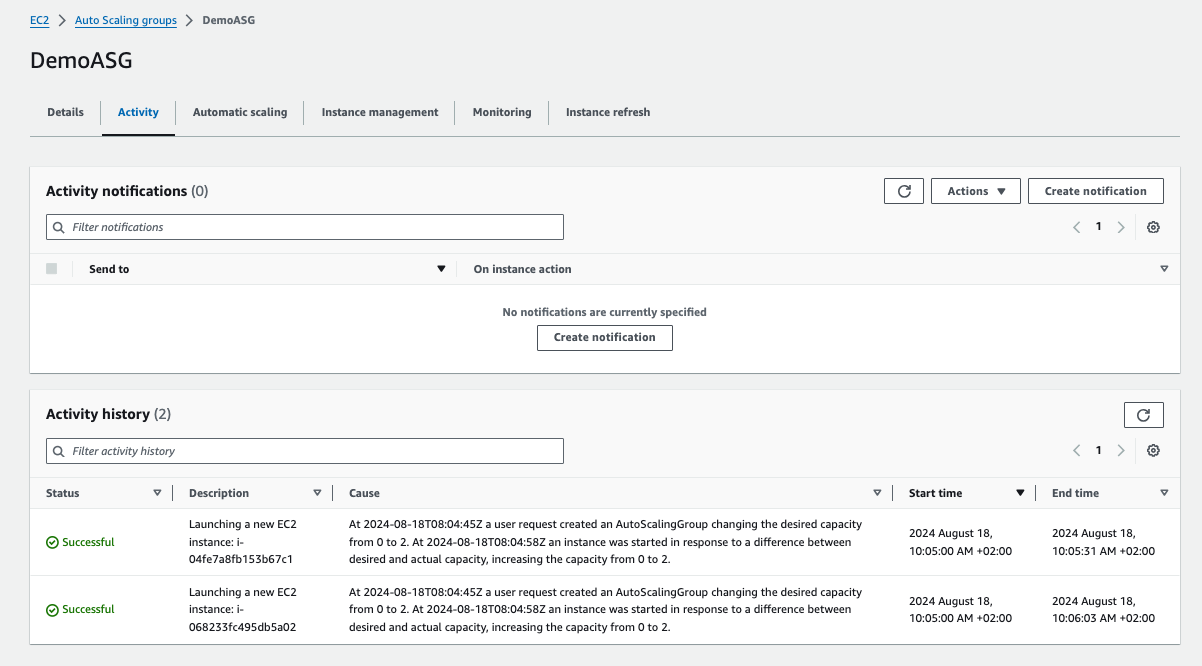 EC2 > Auto Scaling groups > DemoASG
DemoASG
Details
Activity
Automatic scaling
Instance management
Monitoring
Instance refresh
Activity notifications (0)
Actions
Create notification
Filter notifications
1
Send to
On instance action
No notifications are currently specified
Create notification
Activity history (2)
Filter activity history
1
Status
Description
Cause
Start time
End time
Successful
Launching a new EC2
instance: i-
04fe7a8fb153b67c1
At 2024-08-18T08:04:45Z a user request created an AutoScalingGroup changing the desired capacity
from 0 to 2. At 2024-08-18T08:04:58Z an instance was started in response to a difference between
desired and actual capacity, increasing the capacity from 0 to 2.
2024 August 18,
10:05:00 AM +02:00
2024 August 18,
10:05:31 AM +02:00
Successful
Launching a new EC2
instance: i-
068233fc495db5a02
At 2024-08-18T08:04:45Z a user request created an AutoScalingGroup changing the desired capacity
from 0 to 2. At 2024-08-18T08:04:58Z an instance was started in response to a difference between
desired and actual capacity, increasing the capacity from 0 to 2.
2024 August 18,
10:05:00 AM +02:00
2024 August 18,
10:06:03 AM +02:00